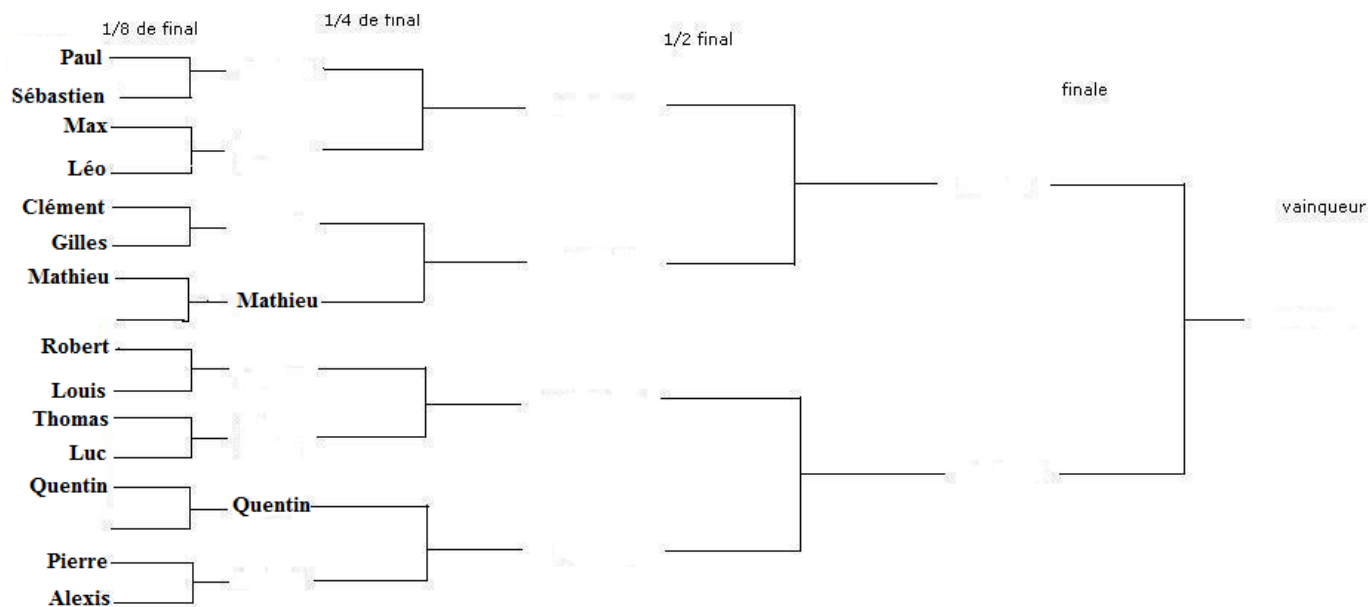 1/8 de final
1/4 de final
1/2 final
finale
vainqueur
Paul
Sébastien
Max
Léo
Clément
Gilles
Mathieu
Mathieu
Robert
Louis
Thomas
Luc
Quentin
Quentin
Pierre
Alexis